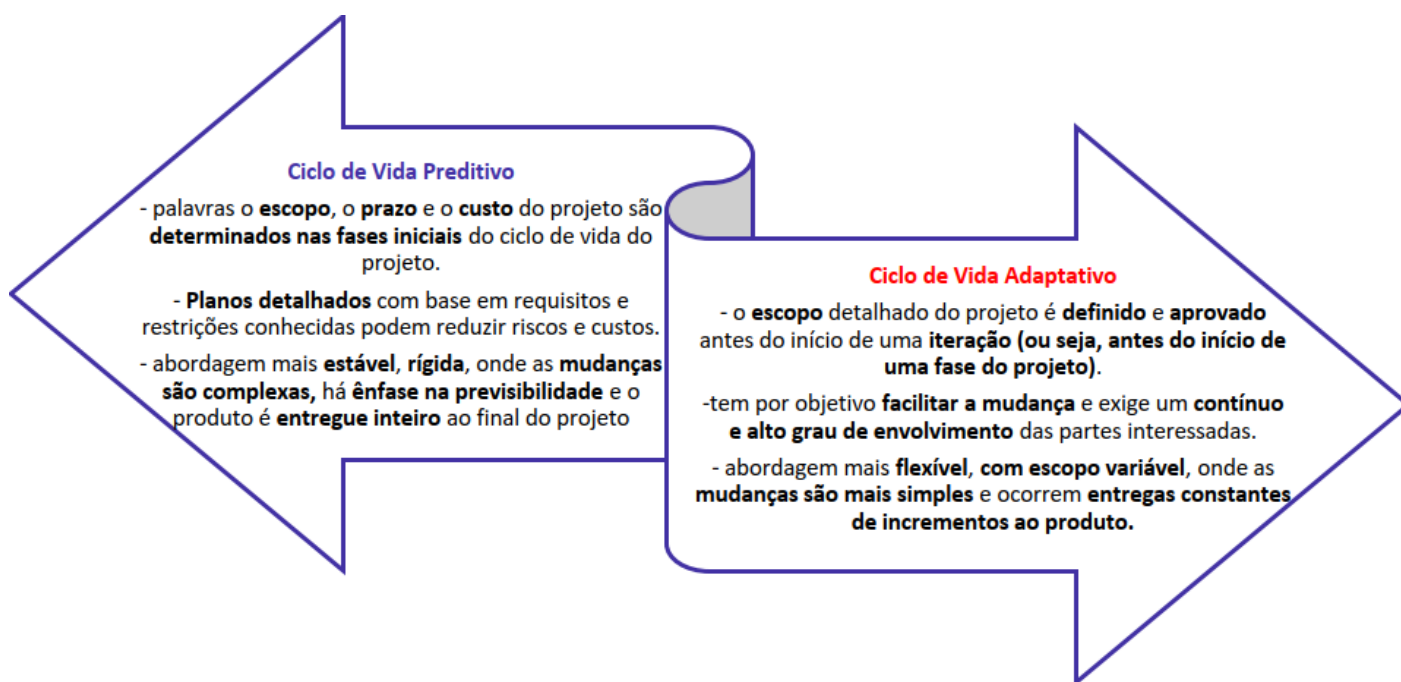 Ciclo de Vida Preditivo
- palavras o escopo, o prazo e o custo do projeto são
determinados nas fases iniciais do ciclo de vida do
projeto.
- Planos detalhados com base em requisitos e
restrições conhecidas podem reduzir riscos e custos.
- abordagem mais estável, rígida, onde as mudanças
são complexas, há ênfase na previsibilidade e o
produto é entregue inteiro ao final do projeto
Ciclo de Vida Adaptativo
- o escopo detalhado do projeto é definido e aprovado
antes do início de uma iteração (ou seja, antes do início de
uma fase do projeto).
-tem por objetivo facilitar a mudança e exige um contínuo
e alto grau de envolvimento das partes interessadas.
- abordagem mais flexível, com escopo variável, onde as
mudanças são mais simples e ocorrem entregas constantes
de incrementos ao produto.